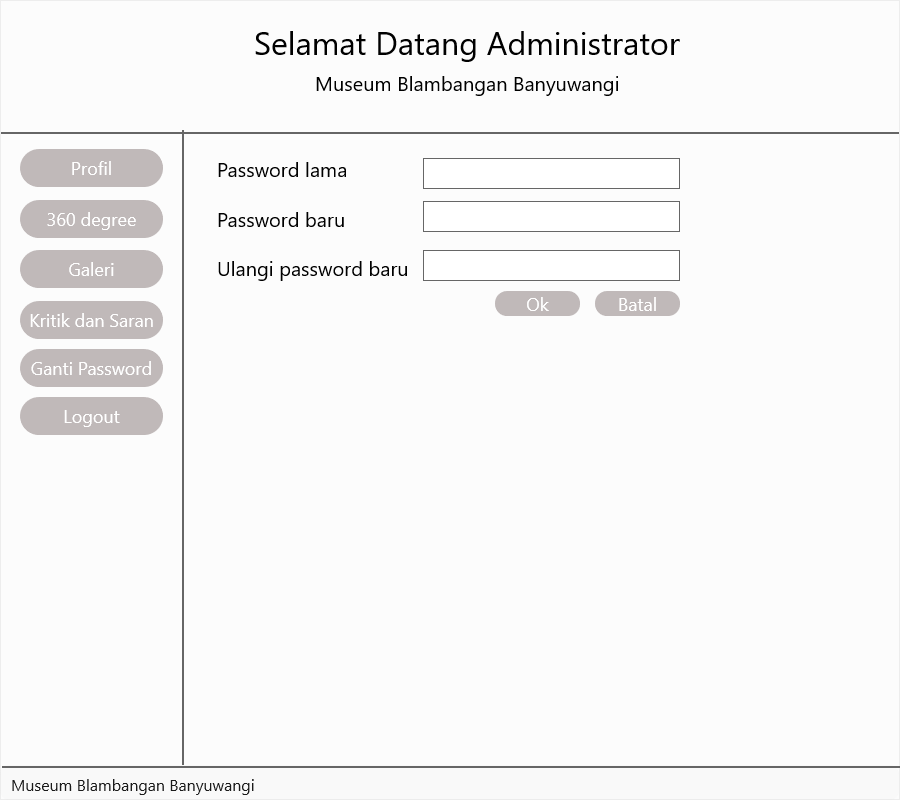 Selamat Datang Administrator
Museum Blambangan Banyuwangi
Profil
360 degree
Galeri
Kritik dan Saran
Ganti Password
Logout
Password lama
Password baru
Ulangi password baru
Ok
Batal
Museum Blambangan Banyuwangi